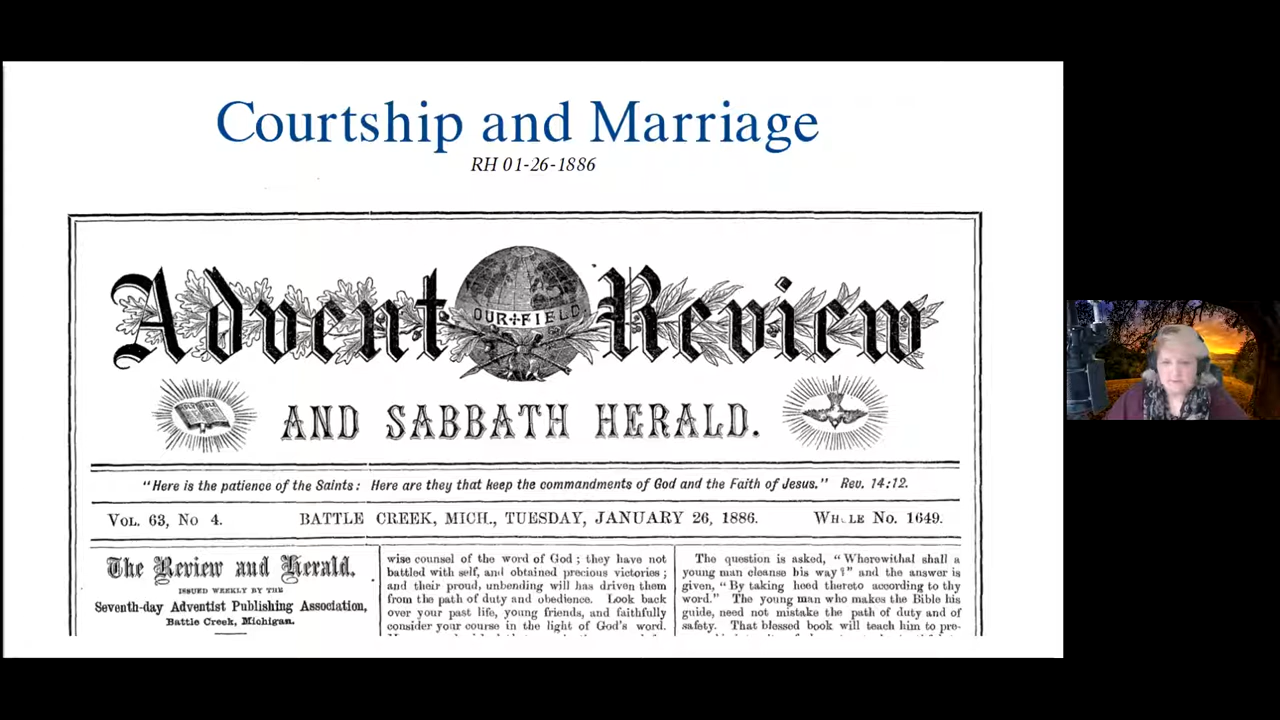 Courtship and Marriage
RH 01-26-1886
Advent Review
OUR FIELD
HOLY BIBLE
AND SABBATH HERALD.
"Here is the patience of the Saints: Here are they that keep the commandments of God and the Faith of Jesus." Rev. 14:12.
VOL. 63, NO 4.
BATTLE CREEK, MICH., TUESDAY, JANUARY 26, 1886.
WH LE NO. 1649.
The Review and Herald,
ISSUED WEEKLY BY THE
Seventh-day Adventist Publishing Association,
Battle Creek, Michigan.
wise counsel of the word of God; they have not
battled with self, and obtained precious victories;
and their proud, unbending will has driven them
from the path of duty and obedience. Look back
over your past life, young friends, and faithfully
consider your course in the light of God's word.
The question is asked, "Wherewithal shall a
young man cleanse his way?" and the answer is
given, "By taking heed thereto according to thy
word." The young man who makes the Bible his
guide, need not mistake the path of duty and of
safety. That blessed book will teach him to pre-